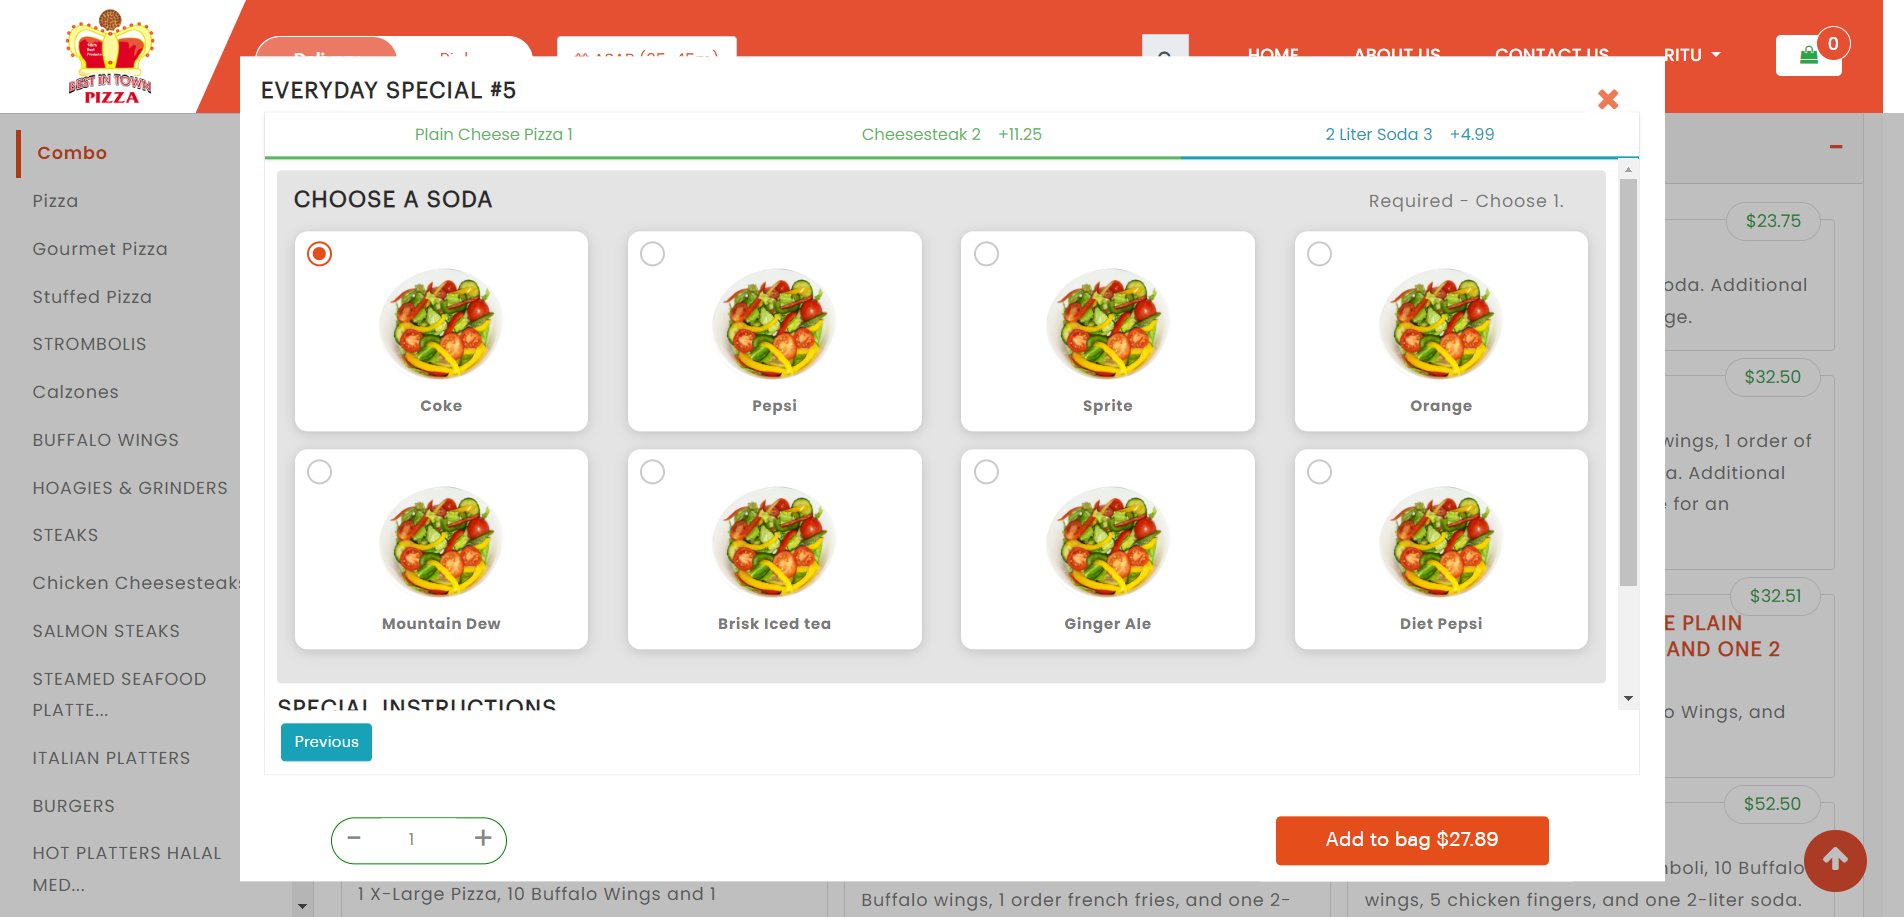 BEST IN TOWN
PIZZA
HOME
ABOUT US
CONTACT US
RITU
0
EVERYDAY SPECIAL #5
Plain Cheese Pizza 1
Cheesesteak 2 +11.25
2 Liter Soda 3 +4.99
CHOOSE A SODA
Required - Choose 1.
Coke
Pepsi
Sprite
Orange
Mountain Dew
Brisk Iced tea
Ginger Ale
Diet Pepsi
SPECIAL INSTRUCTIONS
Previous
− 1 +
Add to bag $27.89
Combo
Pizza
Gourmet Pizza
Stuffed Pizza
STROMBOLIS
Calzones
BUFFALO WINGS
HOAGIES & GRINDERS
STEAKS
Chicken Cheesesteaks
SALMON STEAKS
STEAMED SEAFOOD
PLATTE...
ITALIAN PLATTERS
BURGERS
HOT PLATTERS HALAL
MED...
$23.75
oda. Additional
ge.
$32.50
wings, 1 order of
a. Additional
for an
$32.51
E PLAIN
AND ONE 2
o Wings, and
$52.50
1 X-Large Pizza, 10 Buffalo Wings and 1
Buffalo wings, 1 order french fries, and one 2-
mboli, 10 Buffalo
wings, 5 chicken fingers, and one 2-liter soda.